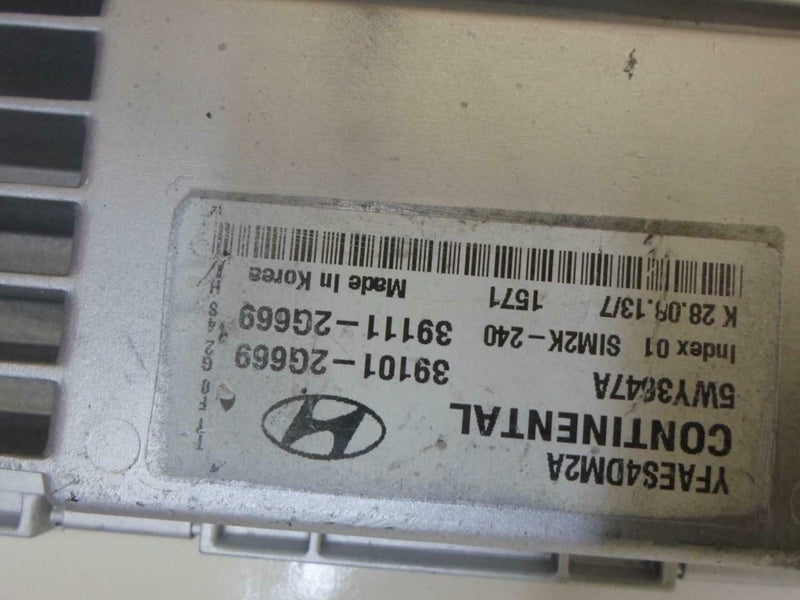 YFAES4DM2A
CONTINENTAL
5WY3647A 39101-2G669
Index 01 SIM2K-240 39111-2G669
K 28.08.13/7 1571 Made In Korea